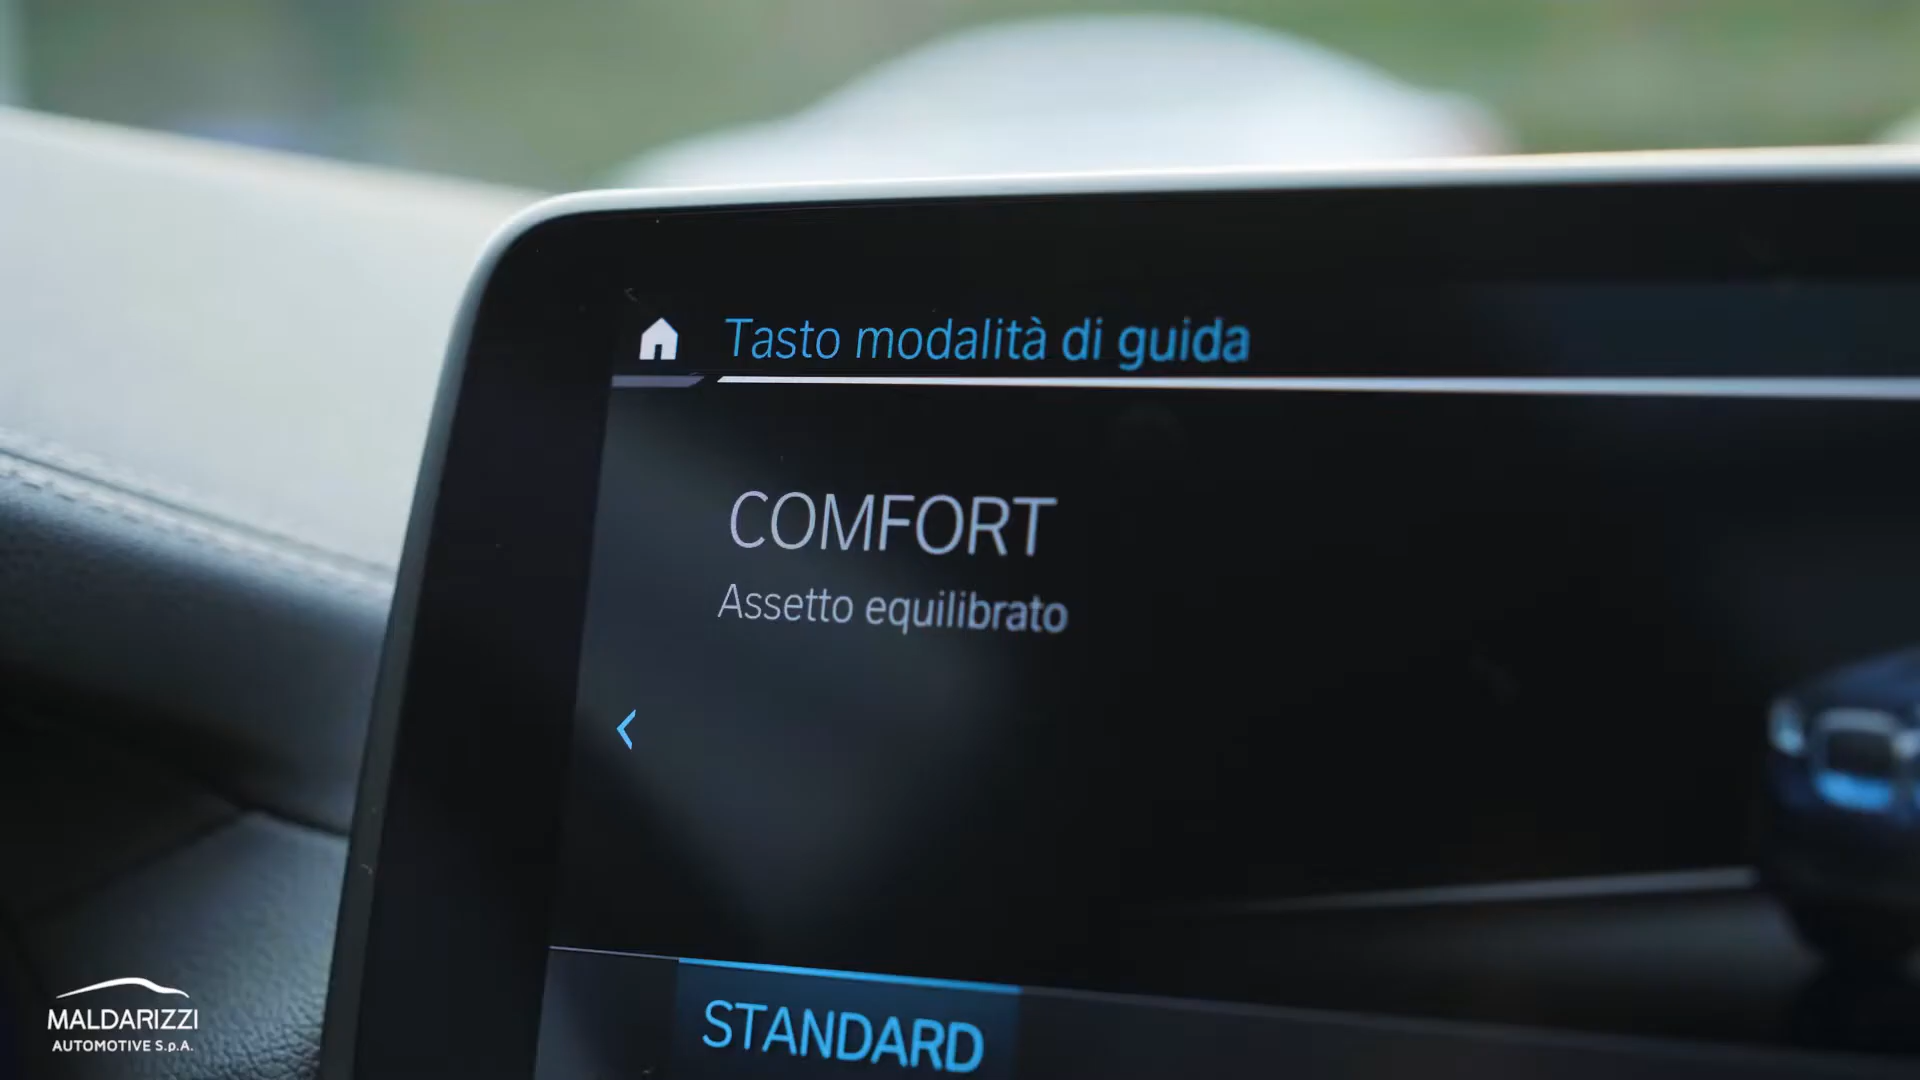 Tasto modalità di guida
COMFORT
Assetto equilibrato
STANDARD
MALDARIZZI
AUTOMOTIVE S.p.A.